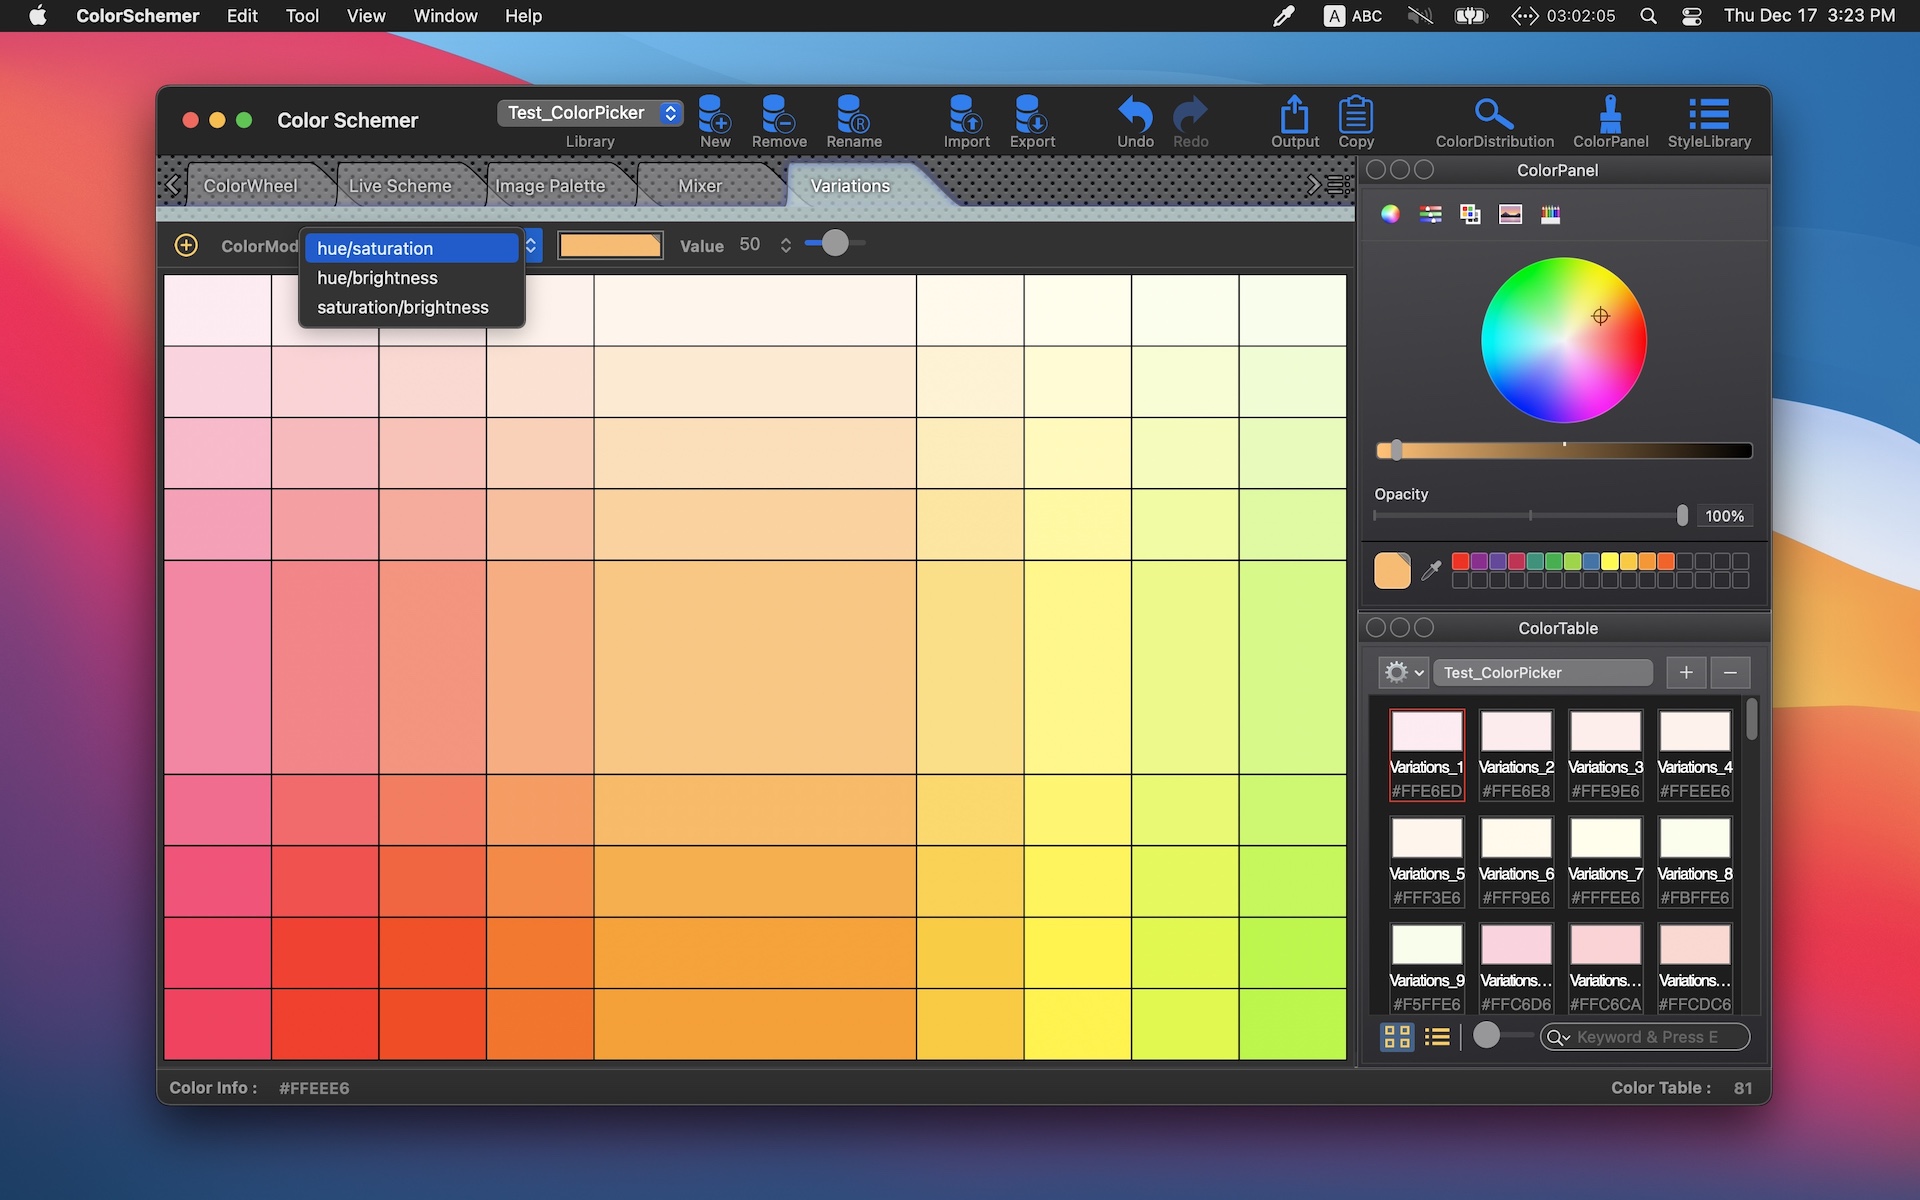 ColorSchemer Edit Tool View Window Help
A ABC 03:02:05 Thu Dec 17 3:23 PM
Color Schemer
Test_ColorPicker
Library New Remove Rename Import Export Undo Redo Output Copy ColorDistribution ColorPanel StyleLibrary
ColorWheel Live Scheme Image Palette Mixer Variations
ColorMod
Value 50
hue/saturation
hue/brightness
saturation/brightness
ColorPanel
Opacity
100%
ColorTable
Test_ColorPicker
Variations_1 Variations_2 Variations_3 Variations_4
#FFE6ED #FFE6E8 #FFE9E6 #FFEEE6
Variations_5 Variations_6 Variations_7 Variations_8
#FFF3E6 #FFF9E6 #FFFEE6 #FBFFE6
Variations_9 Variations... Variations... Variations...
#F5FFE6 #FFC6D6 #FFC6CA #FFCDC6
Keyword & Press E
Color Info : #FFEEE6
Color Table : 81